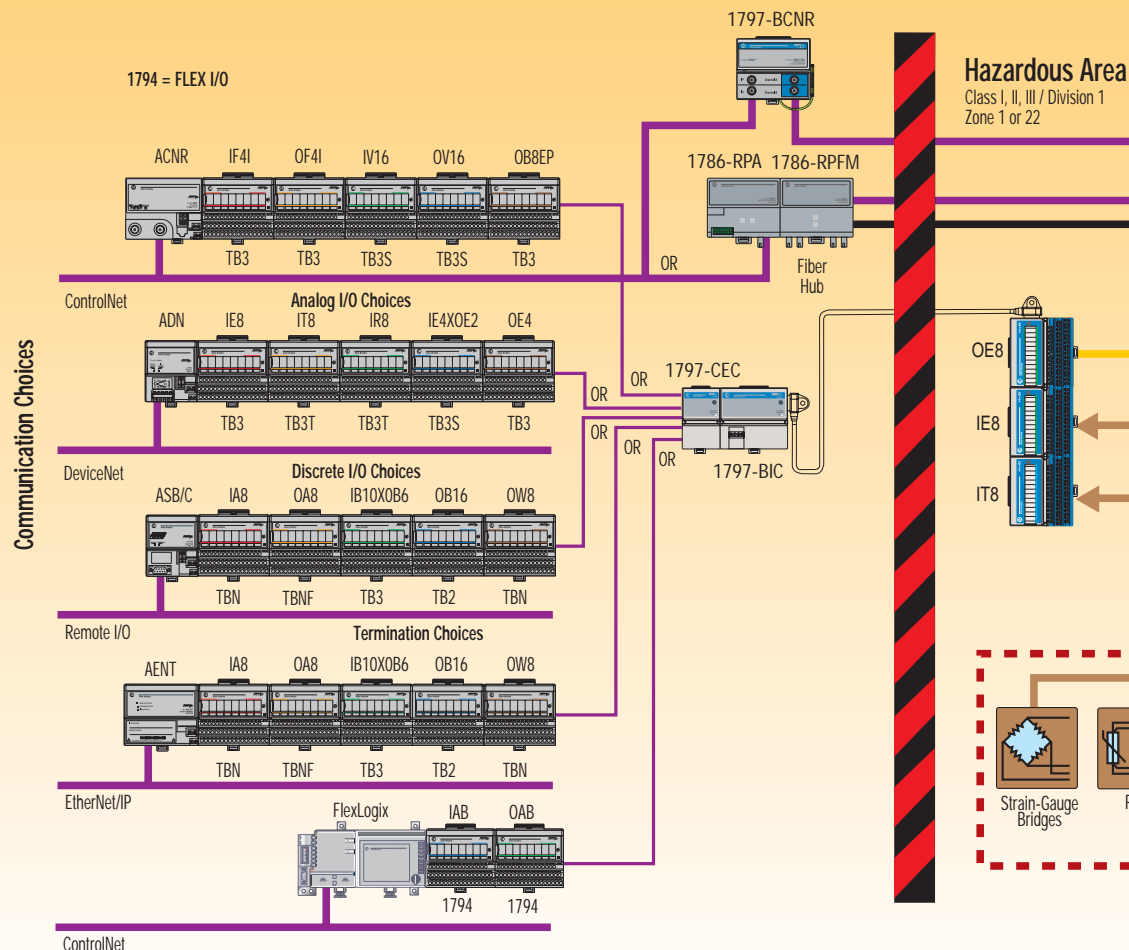 1797-BCNR
1794 = FLEX I/O
Hazardous Area
Class I, II, III / Division 1
Zone 1 or 22
ACNR IF4I OF4I IV16 OV16 OB8EP
1786-RPA 1786-RPFM
TB3 TB3 TB3S TB3S TB3
OR
Fiber
Hub
ControlNet
Analog I/O Choices
ADN IE8 IT8 IR8 IE4XOE2 OE4
OE8
1797-CEC
OR
OR
TB3 TB3T TB3T TB3S TB3
OR
OR
OR
IE8
1797-BIC
DeviceNet
Discrete I/O Choices
IT8
ASB/C IA8 OA8 IB10XOB6 OB16 OW8
Communication Choices
TBN TBNF TB3 TB2 TBN
Remote I/O
Termination Choices
AENT IA8 OA8 IB10XOB6 OB16 OW8
TBN TBNF TB3 TB2 TBN
EtherNet/IP
FlexLogix IAB OAB
Strain-Gauge
Bridges
1794 1794
ControlNet